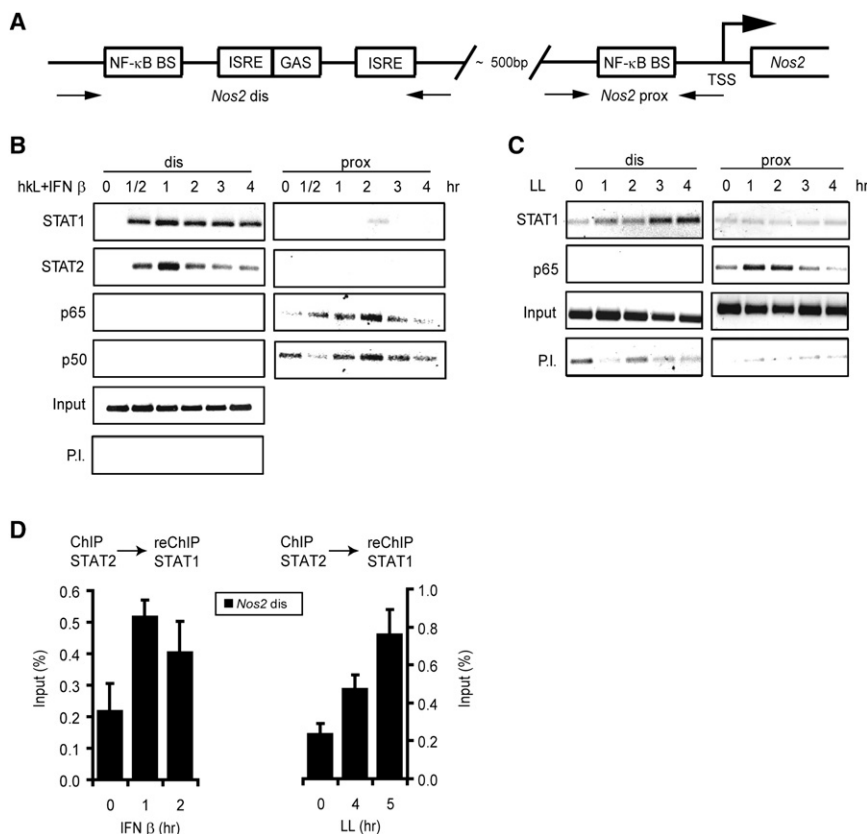 A
NF-κB BS ISRE GAS ISRE ~ 500bp NF-κB BS TSS Nos2
Nos2 dis Nos2 prox
B
dis prox
hkL+IFN β 0 1/2 1 2 3 4 0 1/2 1 2 3 4 hr
STAT1
STAT2
p65
p50
Input
P.I.
C
dis prox
LL 0 1 2 3 4 0 1 2 3 4 hr
STAT1
p65
Input
P.I.
D
ChIP STAT2 reChIP STAT1
0.6
0.5
0.4
0.3
0.2
0.1
0.0
Input (%)
0 1 2
IFN β (hr)
Nos2 dis
ChIP STAT2 reChIP STAT1
1.0
0.8
0.6
0.4
0.2
0.0
Input (%)
0 4 5
LL (hr)